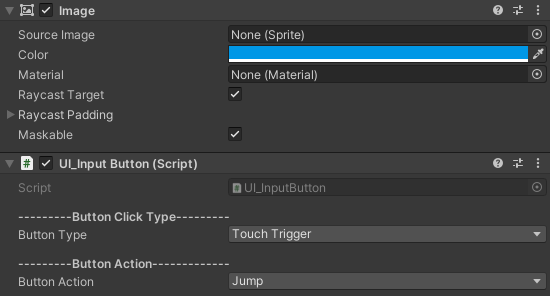 Image
Source Image None (Sprite)
Color
Material None (Material)
Raycast Target
Raycast Padding
Maskable
# UI_Input Button (Script)
Script # UI_InputButton
---------Button Click Type---------
Button Type Touch Trigger
---------Button Action-------------
Button Action Jump